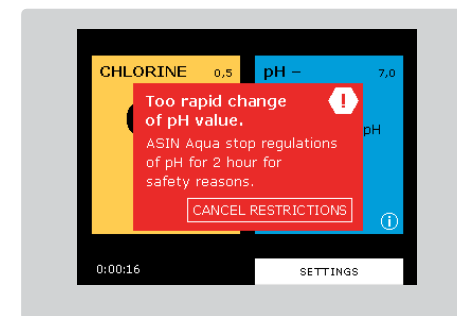 CHLORINE 0,5 pH – 7,0
Too rapid change !
of pH value.
pH
ASIN Aqua stop regulations
of pH for 2 hour for
safety reasons.
CANCEL RESTRICTIONS
i
0:00:16 SETTINGS